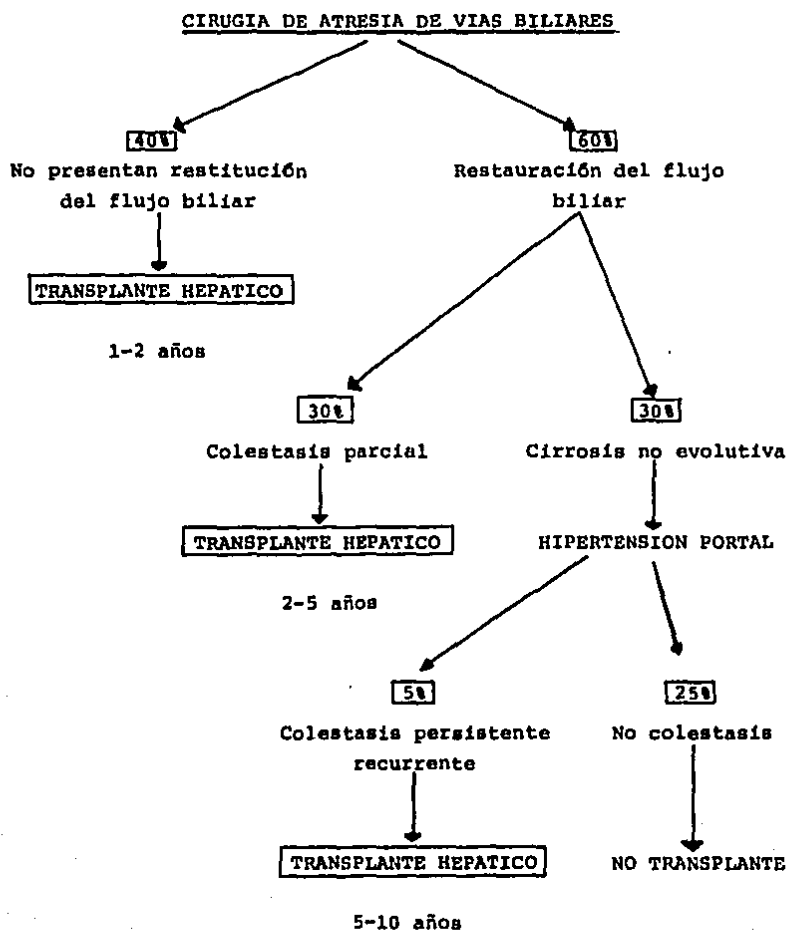 CIRUGIA DE ATRESIA DE VIAS BILIARES
40%
60%
No presentan restitución
del flujo biliar
Restauración del flujo
biliar
TRANSPLANTE HEPATICO
1-2 años
30%
30%
Colestasis parcial
Cirrosis no evolutiva
TRANSPLANTE HEPATICO
HIPERTENSION PORTAL
2-5 años
5%
25%
Colestasis persistente
recurrente
No colestasis
TRANSPLANTE HEPATICO
NO TRANSPLANTE
5-10 años